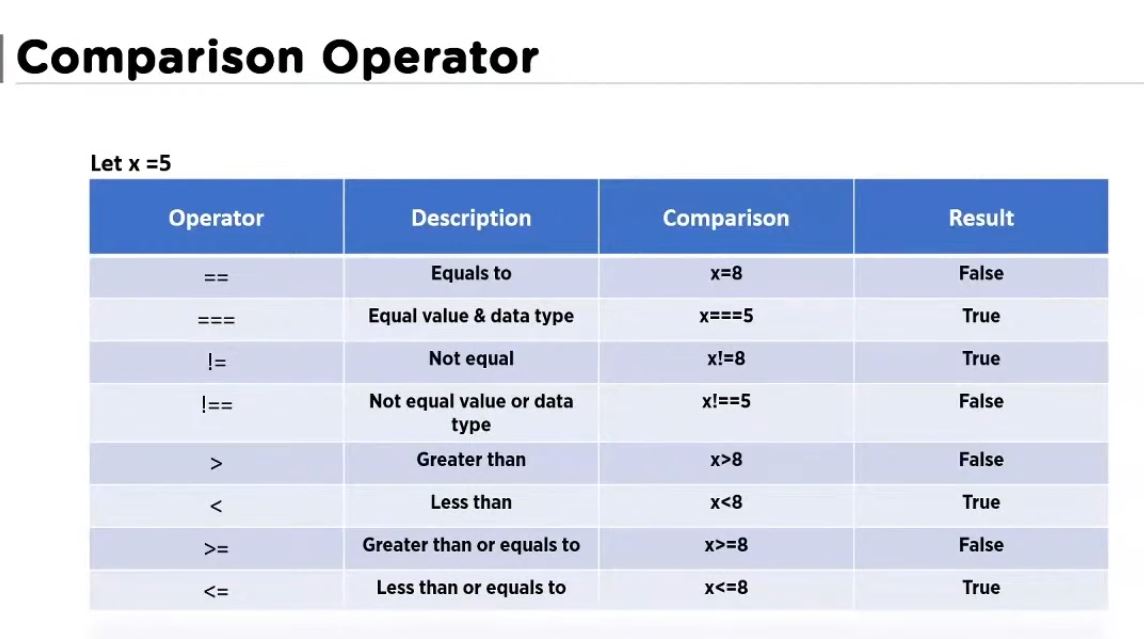 Comparison Operator
Let x =5
Operator Description Comparison Result
== Equals to x=8 False
=== Equal value & data type x===5 True
!= Not equal x!=8 True
!== Not equal value or data x!==5 False
type
> Greater than x>8 False
< Less than x<8 True
>= Greater than or equals to x>=8 False
<= Less than or equals to x<=8 True